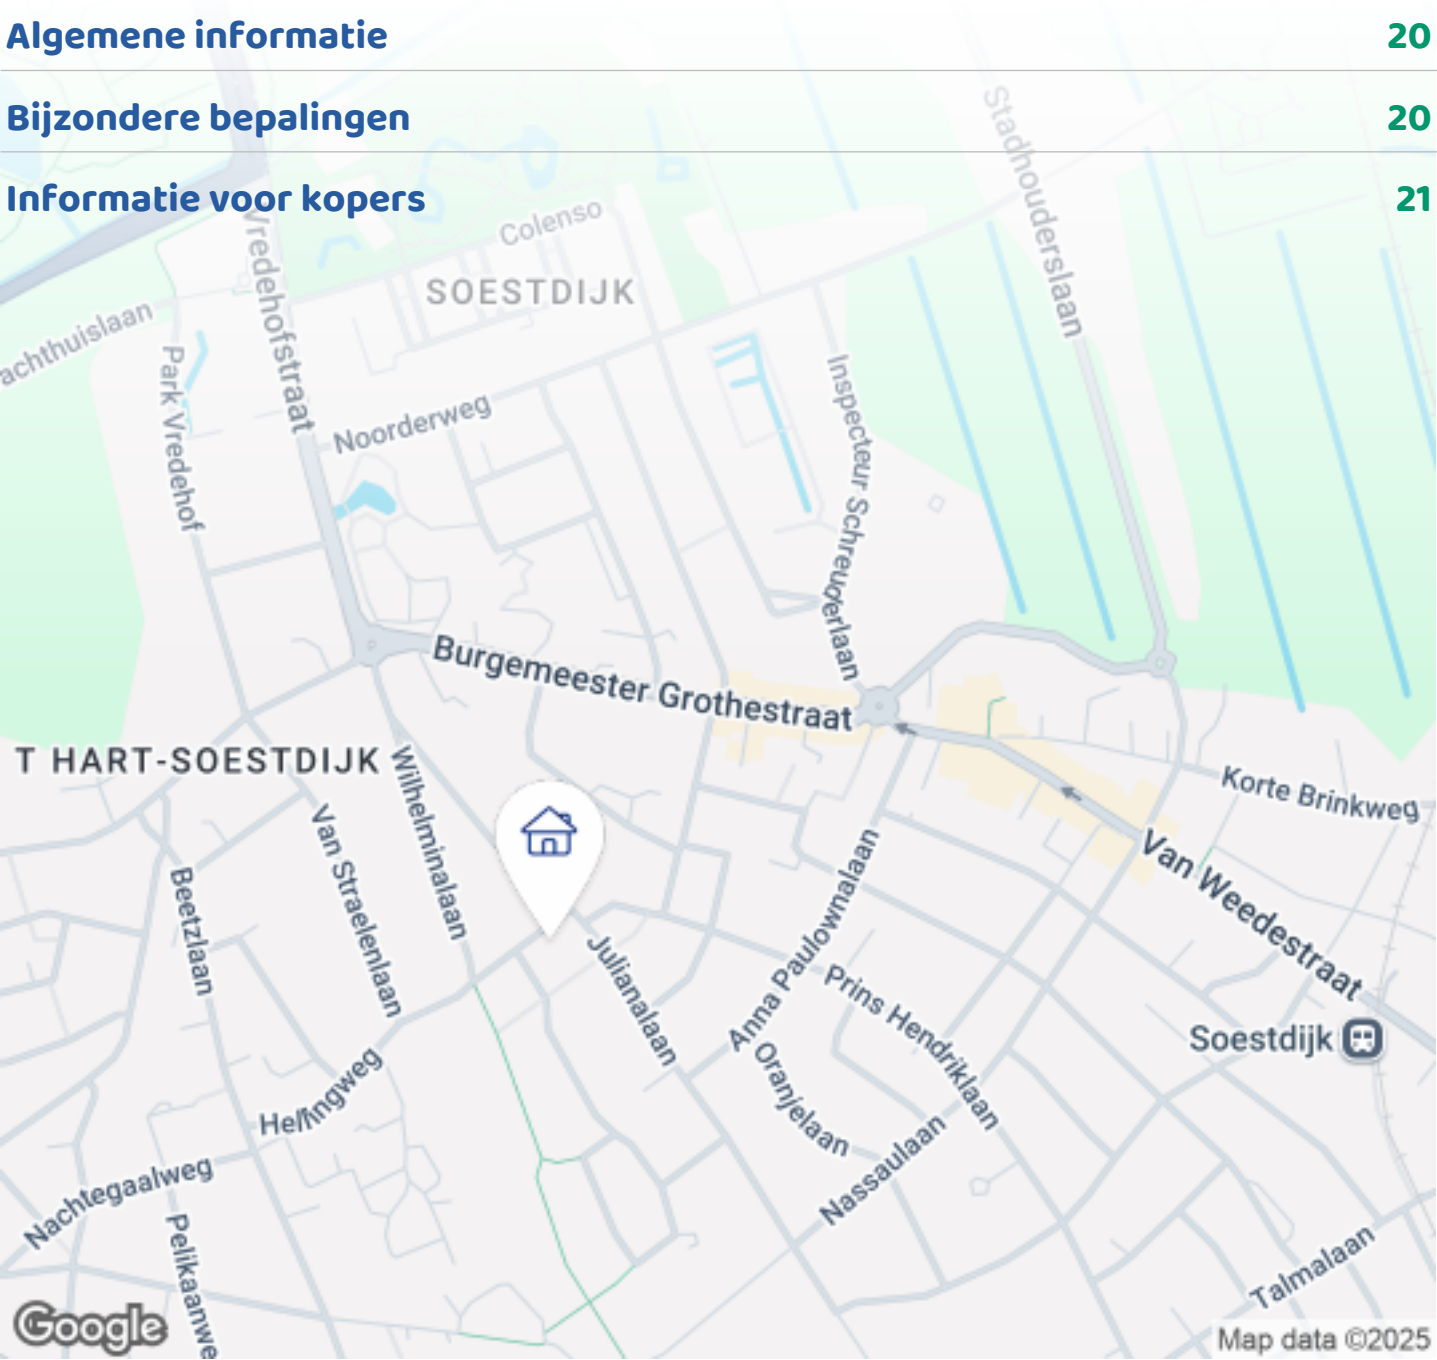 Algemene informatie 20
Bijzondere bepalingen 20
Informatie voor kopers 21
Stadhouderslaan
Colenso
Vredehofstraat
SOESTDIJK
achthuislaan
Park Vredehof
Inspecteur Schreuderlaan
Noorderweg
Burgemeester Grothestraat
T HART-SOESTDIJK
Wilhelminalaan
Korte Brinkweg
Van Straelenlaan
Van Weedestraat
Beetzlaan
Anna Paulownalaan
Julianalaan
Prins Hendriklaan
Soestdijk
Hellingweg
Oranjelaan
Nassaulaan
Nachtegaalweg
Pelikaanwe
Talmalaan
Google
Map data ©2025